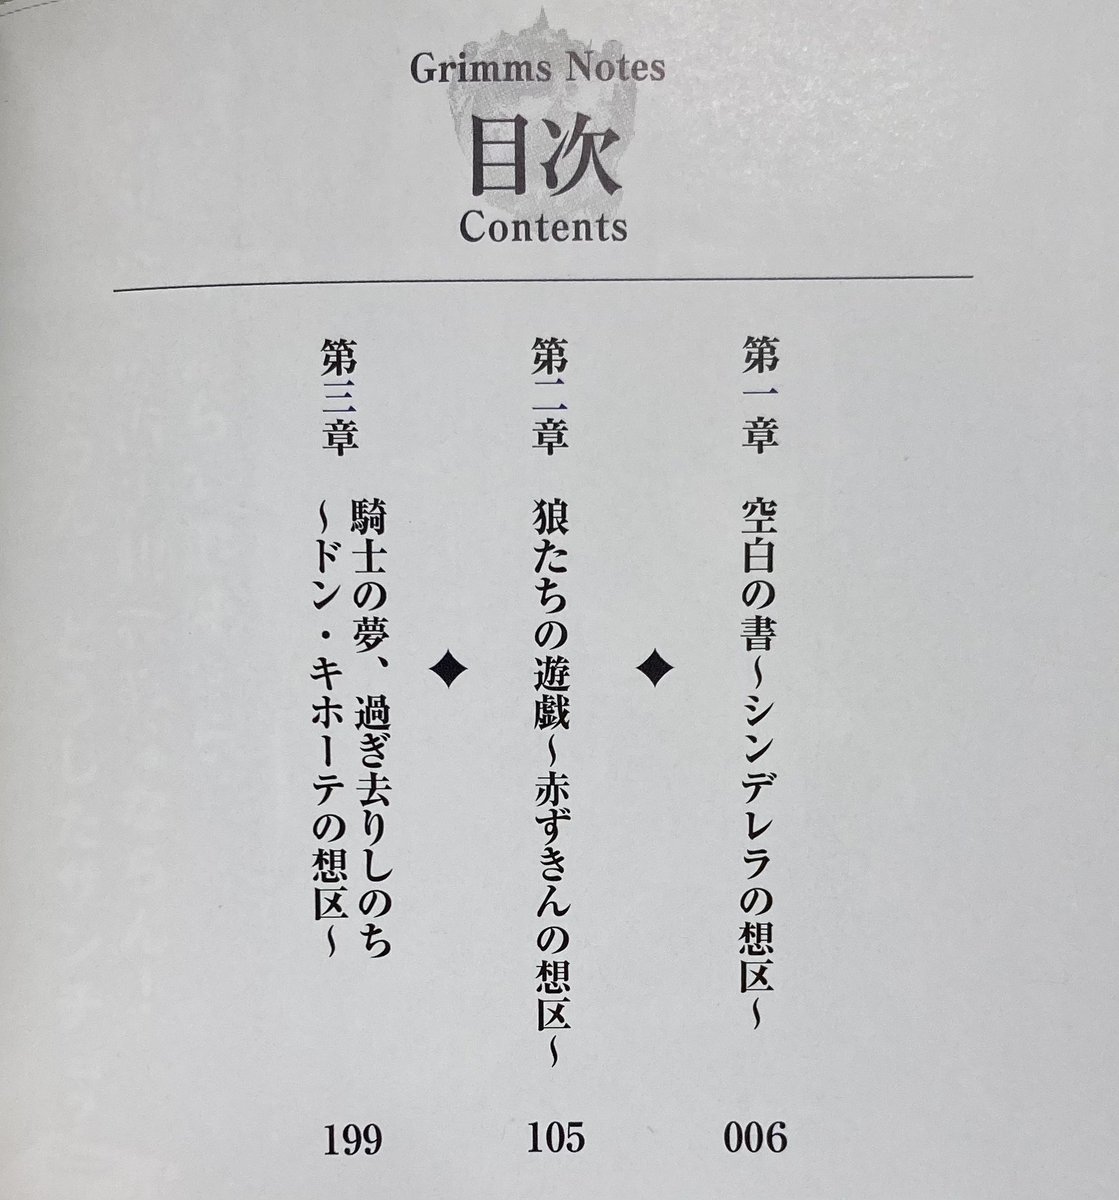 Grimms Notes
目次
Contents
第一章 空白の書～シンデレラの想区～
006
第二章 狼たちの遊戯～赤ずきんの想区～
105
第三章 騎士の夢、過ぎ去りしのち
～ドン・キホーテの想区～
199